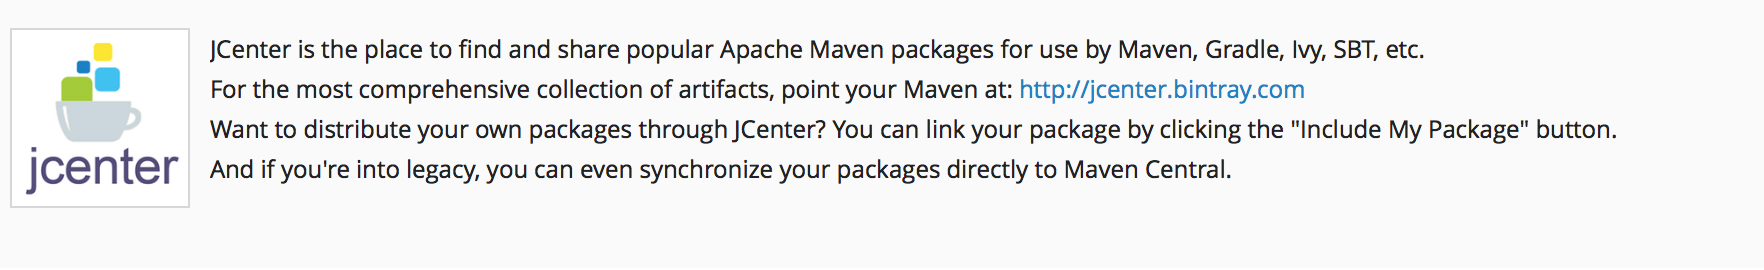 JCenter is the place to find and share popular Apache Maven packages for use by Maven, Gradle, Ivy, SBT, etc.
For the most comprehensive collection of artifacts, point your Maven at: http://jcenter.bintray.com
Want to distribute your own packages through JCenter? You can link your package by clicking the "Include My Package" button.
And if you're into legacy, you can even synchronize your packages directly to Maven Central.
jcenter